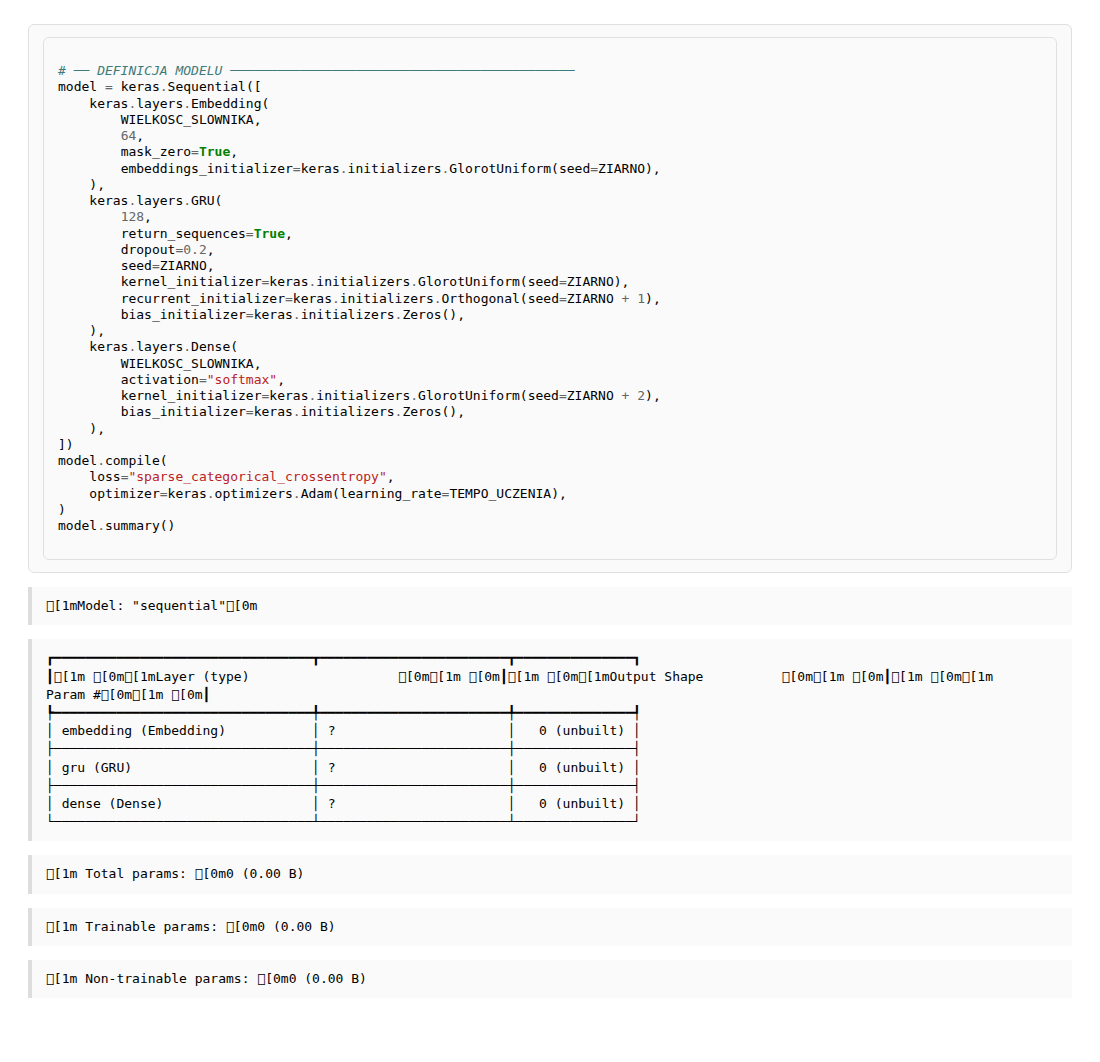 # ── DEFINICJA MODELU ────────────────────────────────────────────
model = keras.Sequential([
    keras.layers.Embedding(
        WIELKOSC_SLOWNIKA,
        64,
        mask_zero=True,
        embeddings_initializer=keras.initializers.GlorotUniform(seed=ZIARNO),
    ),
    keras.layers.GRU(
        128,
        return_sequences=True,
        dropout=0.2,
        seed=ZIARNO,
        kernel_initializer=keras.initializers.GlorotUniform(seed=ZIARNO),
        recurrent_initializer=keras.initializers.Orthogonal(seed=ZIARNO + 1),
        bias_initializer=keras.initializers.Zeros(),
    ),
    keras.layers.Dense(
        WIELKOSC_SLOWNIKA,
        activation="softmax",
        kernel_initializer=keras.initializers.GlorotUniform(seed=ZIARNO + 2),
        bias_initializer=keras.initializers.Zeros(),
    ),
])
model.compile(
    loss="sparse_categorical_crossentropy",
    optimizer=keras.optimizers.Adam(learning_rate=TEMPO_UCZENIA),
)
model.summary()
□[1mModel: "sequential"□[0m
┏━━━━━━━━━━━━━━━━━━━━━━━━━━━━━━━━━┳━━━━━━━━━━━━━━━━━━━━━━━━┳━━━━━━━━━━━━━━━┓
┃□[1m □[0m□[1mLayer (type)                   □[0m□[1m □[0m┃□[1m □[0m□[1mOutput Shape          □[0m□[1m □[0m┃□[1m □[0m□[1m
Param #□[0m□[1m □[0m┃
┡━━━━━━━━━━━━━━━━━━━━━━━━━━━━━━━━━╇━━━━━━━━━━━━━━━━━━━━━━━━╇━━━━━━━━━━━━━━━┩
│ embedding (Embedding)           │ ?                      │   0 (unbuilt) │
├─────────────────────────────────┼────────────────────────┼───────────────┤
│ gru (GRU)                       │ ?                      │   0 (unbuilt) │
├─────────────────────────────────┼────────────────────────┼───────────────┤
│ dense (Dense)                   │ ?                      │   0 (unbuilt) │
└─────────────────────────────────┴────────────────────────┴───────────────┘
□[1m Total params: □[0m0 (0.00 B)
□[1m Trainable params: □[0m0 (0.00 B)
□[1m Non-trainable params: □[0m0 (0.00 B)